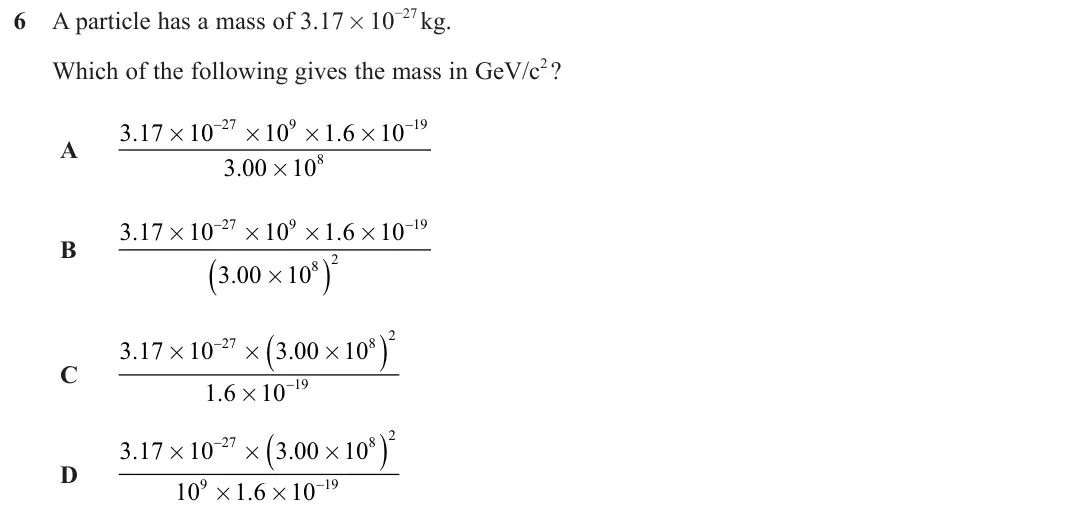 6 A particle has a mass of 3.17 × 10⁻²⁷ kg.
Which of the following gives the mass in GeV/c²?
A
3.17 × 10⁻²⁷ × 10⁹ × 1.6 × 10⁻¹⁹
3.00 × 10⁸
B
3.17 × 10⁻²⁷ × 10⁹ × 1.6 × 10⁻¹⁹
(3.00 × 10⁸)²
C
3.17 × 10⁻²⁷ × (3.00 × 10⁸)²
1.6 × 10⁻¹⁹
D
3.17 × 10⁻²⁷ × (3.00 × 10⁸)²
10⁹ × 1.6 × 10⁻¹⁹